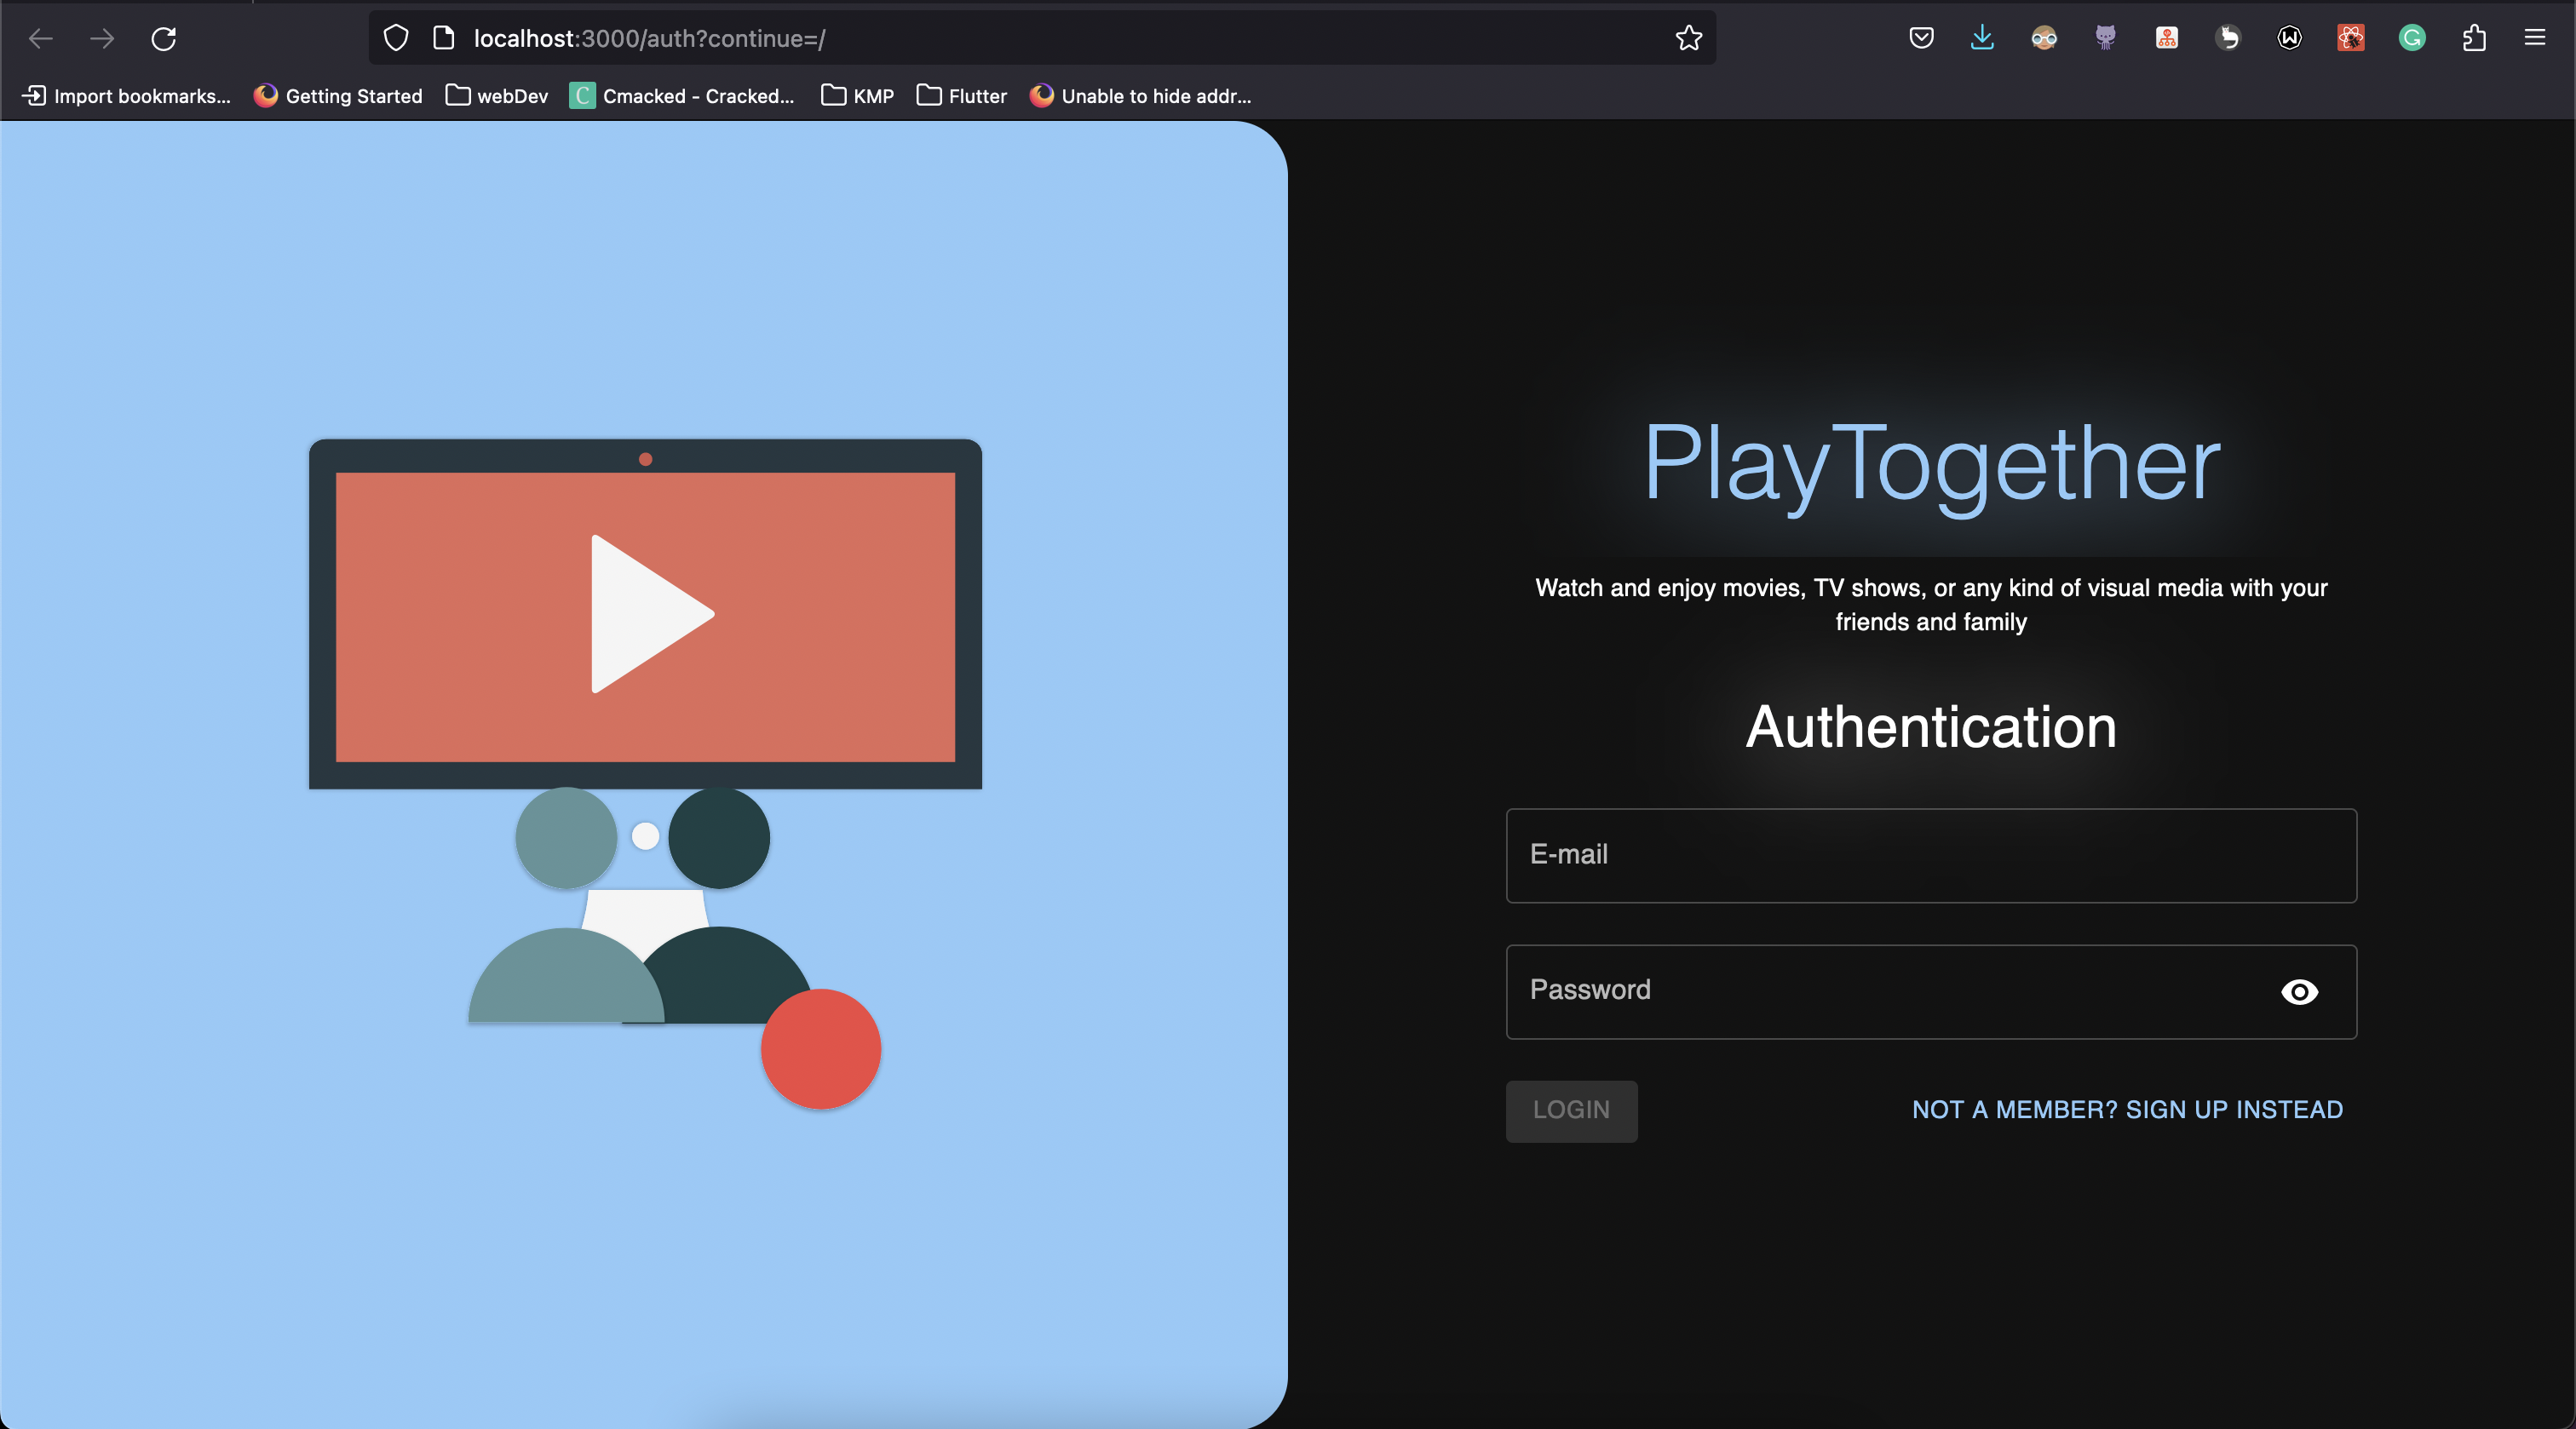 localhost:3000/auth?continue=/
Import bookmarks... Getting Started webDev C Cmacked - Cracked... KMP Flutter Unable to hide addr...
PlayTogether
Watch and enjoy movies, TV shows, or any kind of visual media with your
friends and family
Authentication
E-mail
Password
LOGIN NOT A MEMBER? SIGN UP INSTEAD